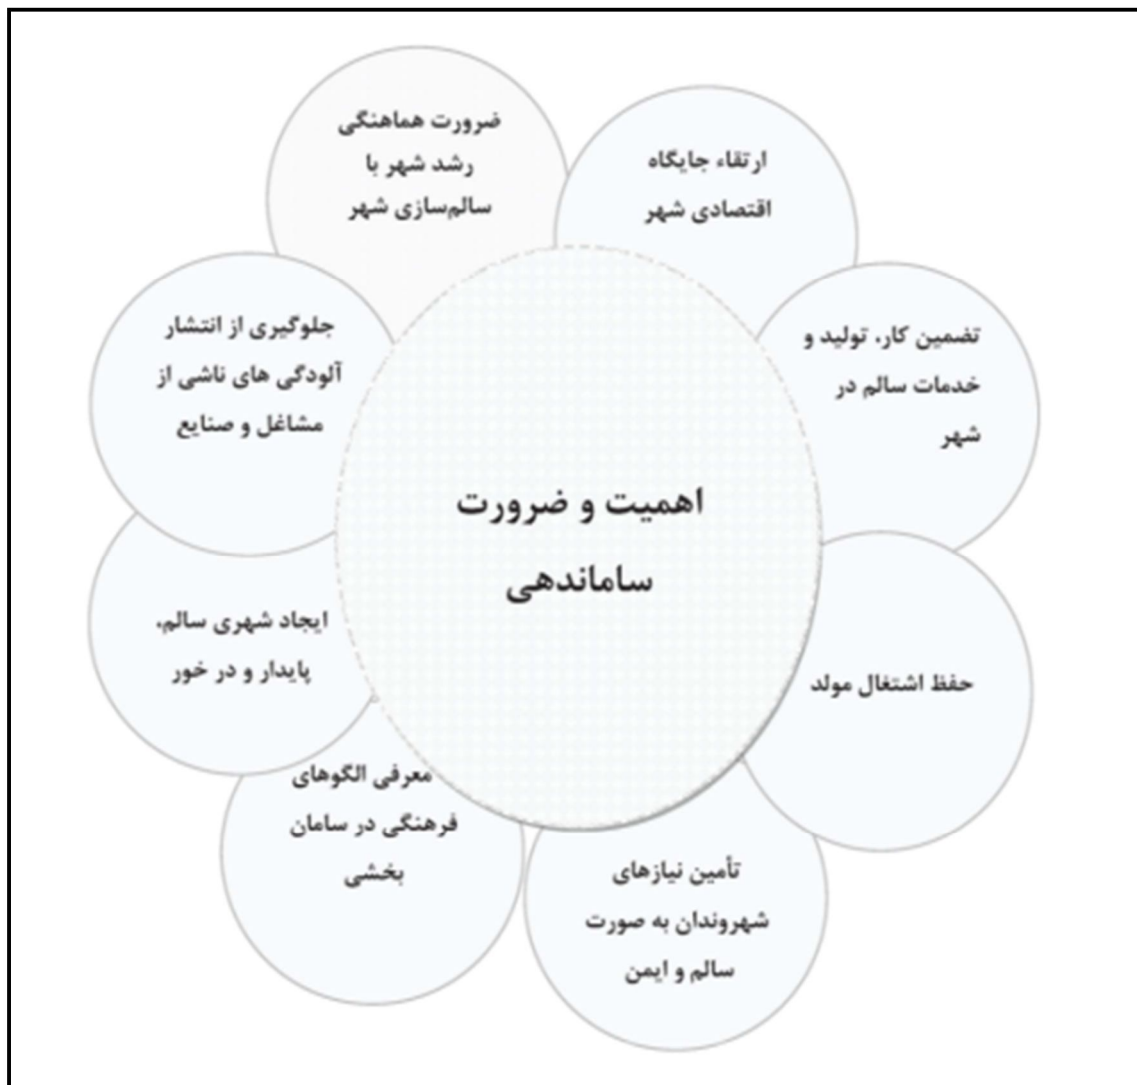 ضرورت هماهنگی
رشد شهر با
سالم‌سازی شهر
ارتقاء جایگاه
اقتصادی شهر
تضمین کار، تولید و
خدمات سالم در
شهر
حفظ اشتغال مولد
تأمین نیازهای
شهروندان به صورت
سالم و ایمن
معرفی الگوهای
فرهنگی در سامان
بخشی
ایجاد شهری سالم،
پایدار و در خور
جلوگیری از انتشار
آلودگی های ناشی از
مشاغل و صنایع
اهمیت و ضرورت
ساماندهی